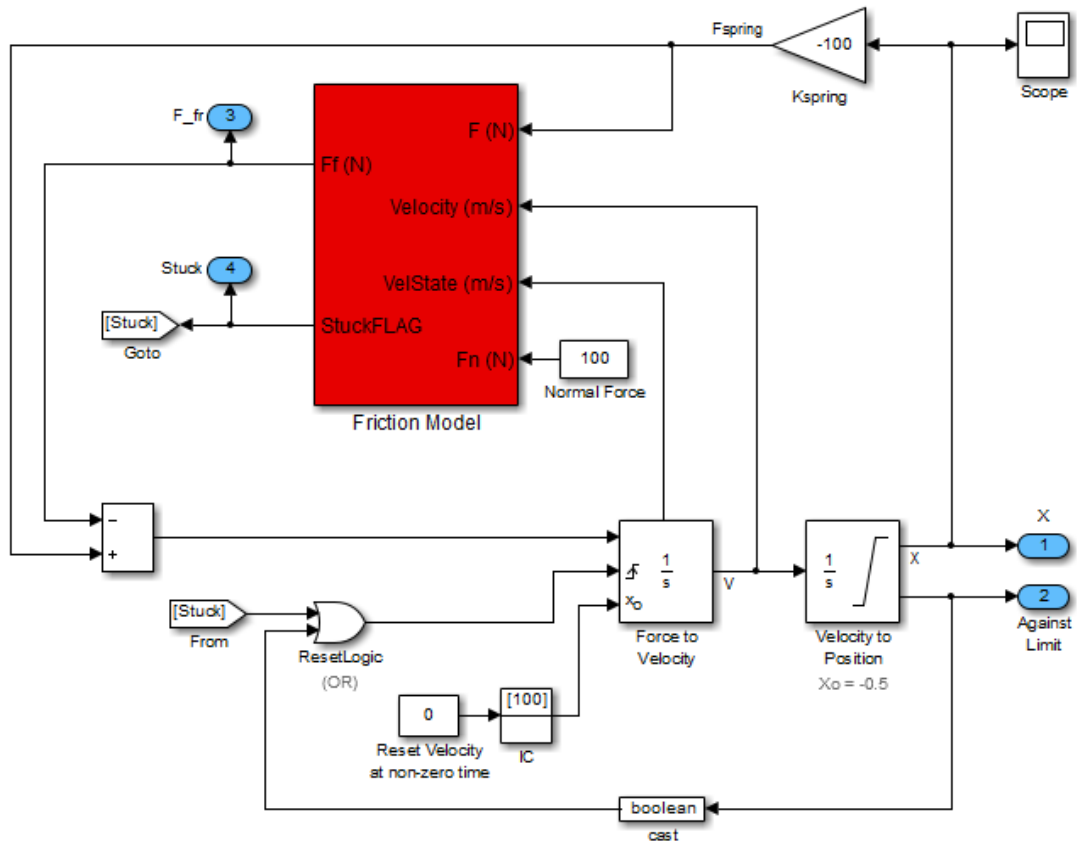 Fspring
-100
Kspring
Scope
F_fr
3
F (N)
Ff (N)
Velocity (m/s)
Stuck
4
VelState (m/s)
[Stuck]
Goto
StuckFLAG
Fn (N)
100
Normal Force
Friction Model
−
+
1
s
xo
V
Force to
Velocity
1
s
X
Velocity to
Position
Xo = -0.5
X
1
2
Against
Limit
[Stuck]
From
ResetLogic
(OR)
0
Reset Velocity
at non-zero time
[100]
IC
boolean
cast